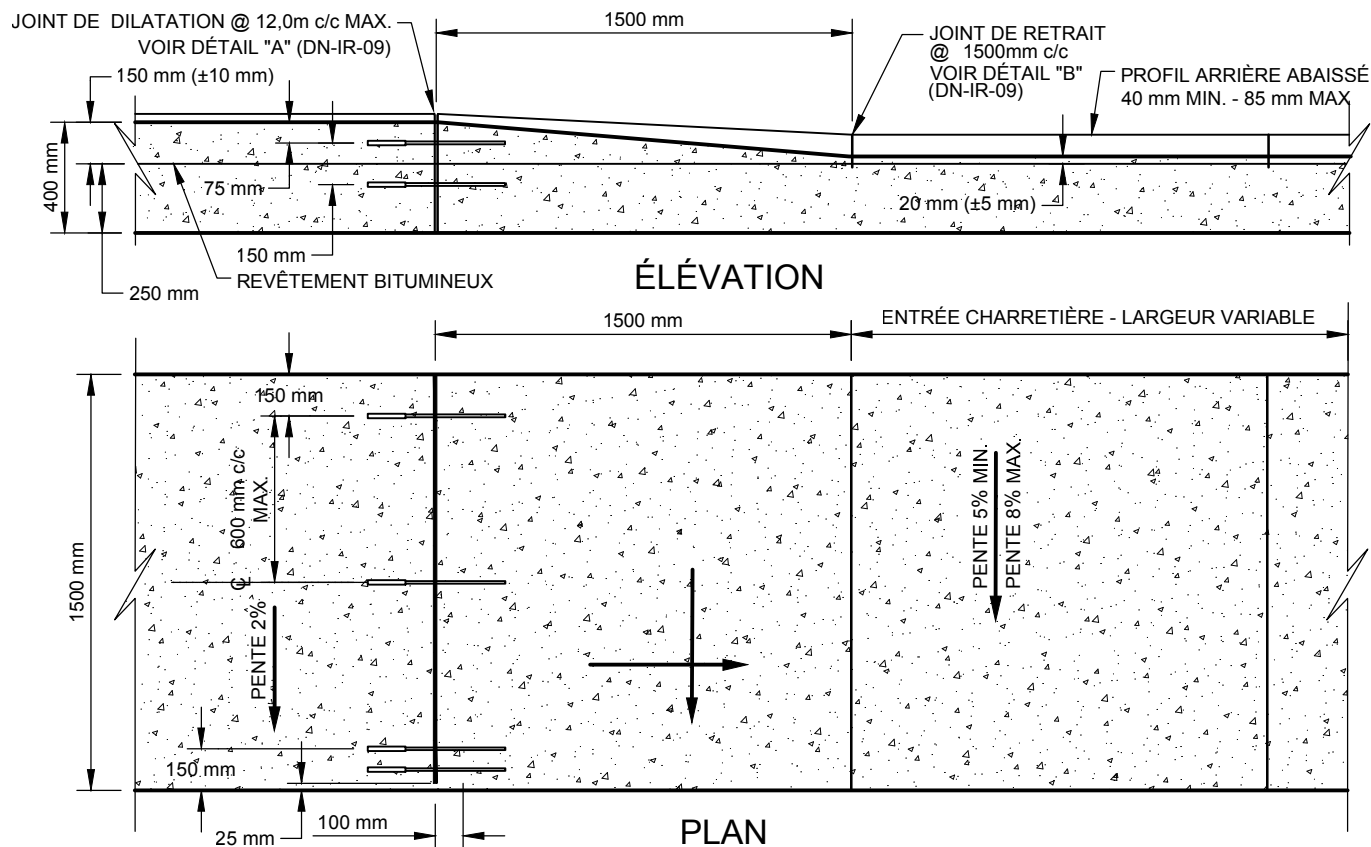 JOINT DE DILATATION @ 12,0m c/c MAX.
VOIR DÉTAIL "A" (DN-IR-09)
150 mm (±10 mm)
1500 mm
JOINT DE RETRAIT
@ 1500mm c/c
VOIR DÉTAIL "B"
(DN-IR-09)
PROFIL ARRIÈRE ABAISSÉ
40 mm MIN. - 85 mm MAX
400 mm
75 mm
150 mm
20 mm (±5 mm)
REVÊTEMENT BITUMINEUX
250 mm
ÉLÉVATION
1500 mm
ENTRÉE CHARRETIÈRE - LARGEUR VARIABLE
150 mm
600 mm c/c
MAX.
1500 mm
PENTE 2%
PENTE 5% MIN.
PENTE 8% MAX.
150 mm
25 mm
100 mm
PLAN